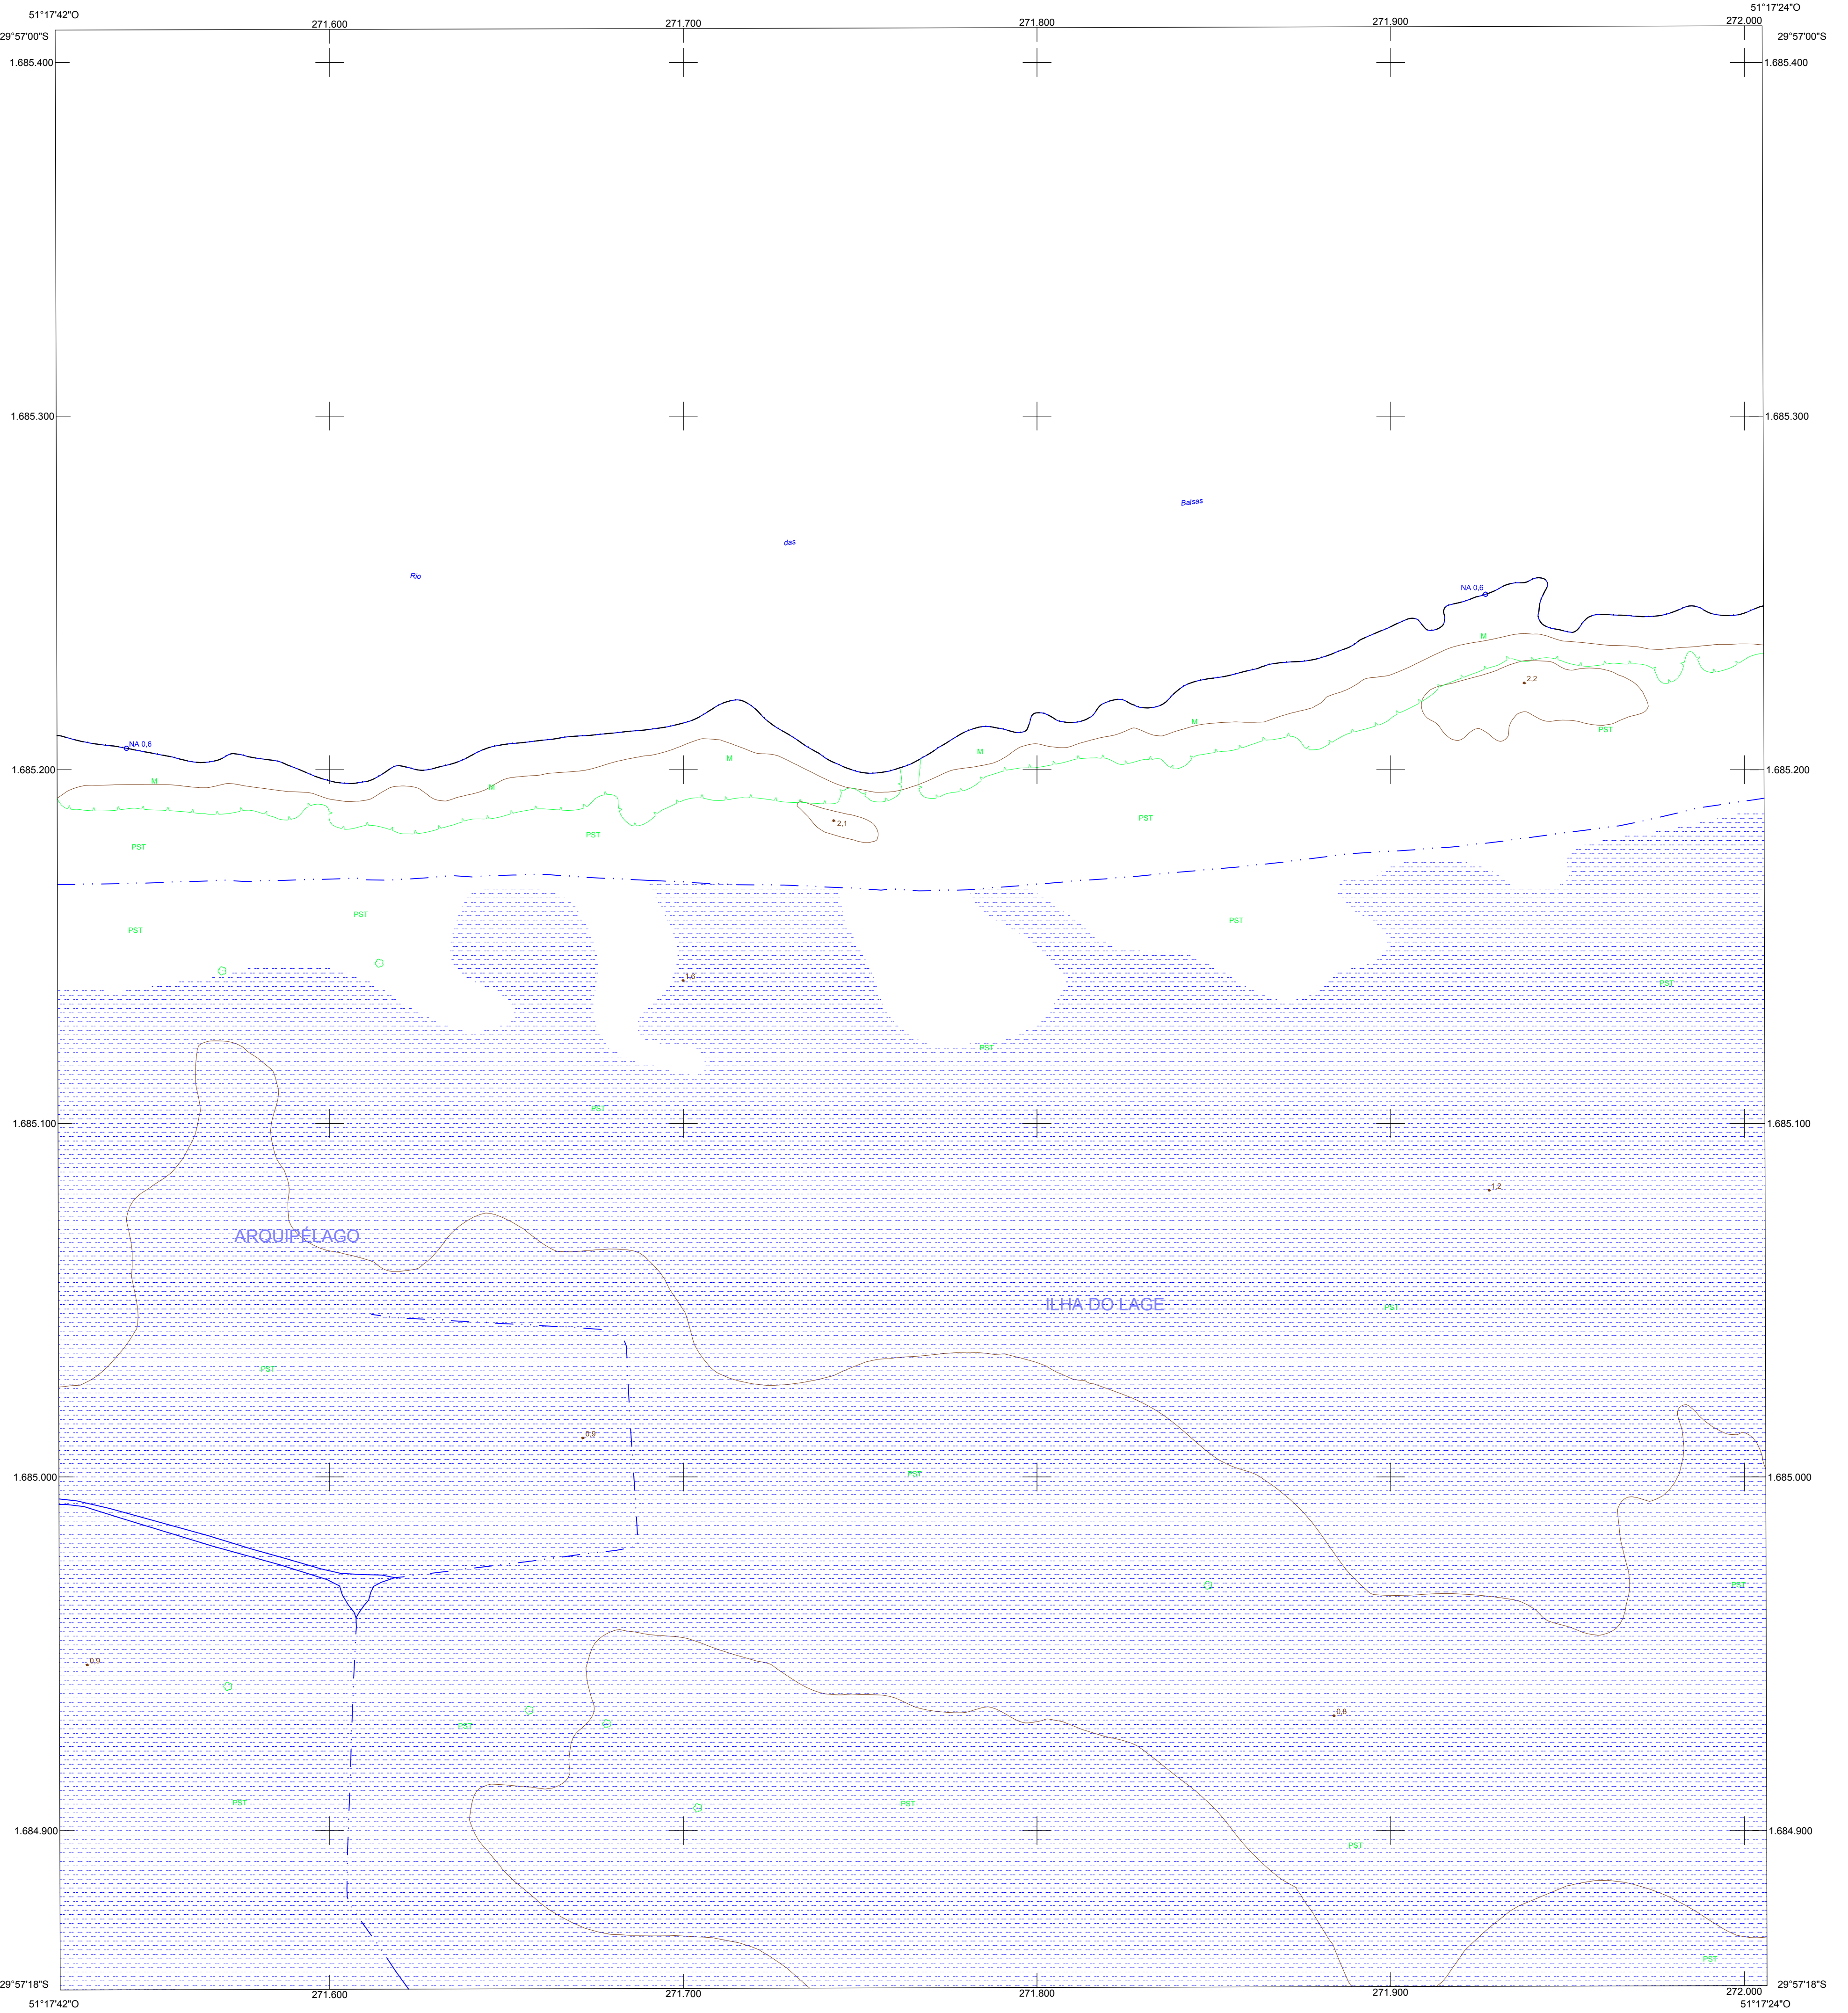 51°17'42"O 51°17'24"O
271.600 271.700 271.800 271.900 272.000
29°57'00"S 29°57'00"S
1.685.400 1.685.400
1.685.300 1.685.300
Balsas
das
Rio
NA 0,6
M
2,2
M
PST
NA 0,6
M
M
1.685.200 1.685.200
M
M
PST
2,1
PST
PST
PST
PST
PST
1,6
PST
PST
PST
1.685.100 1.685.100
1,2
ARQUIPÉLAGO
ILHA DO LAGE
PST
PST
0,9
PST
1.685.000 1.685.000
PST
0,9
0,8
PST
PST
PST
1.684.900 1.684.900
PST
PST
29°57'18"S 29°57'18"S
271.600 271.700 271.800 271.900 272.000
51°17'42"O 51°17'24"O